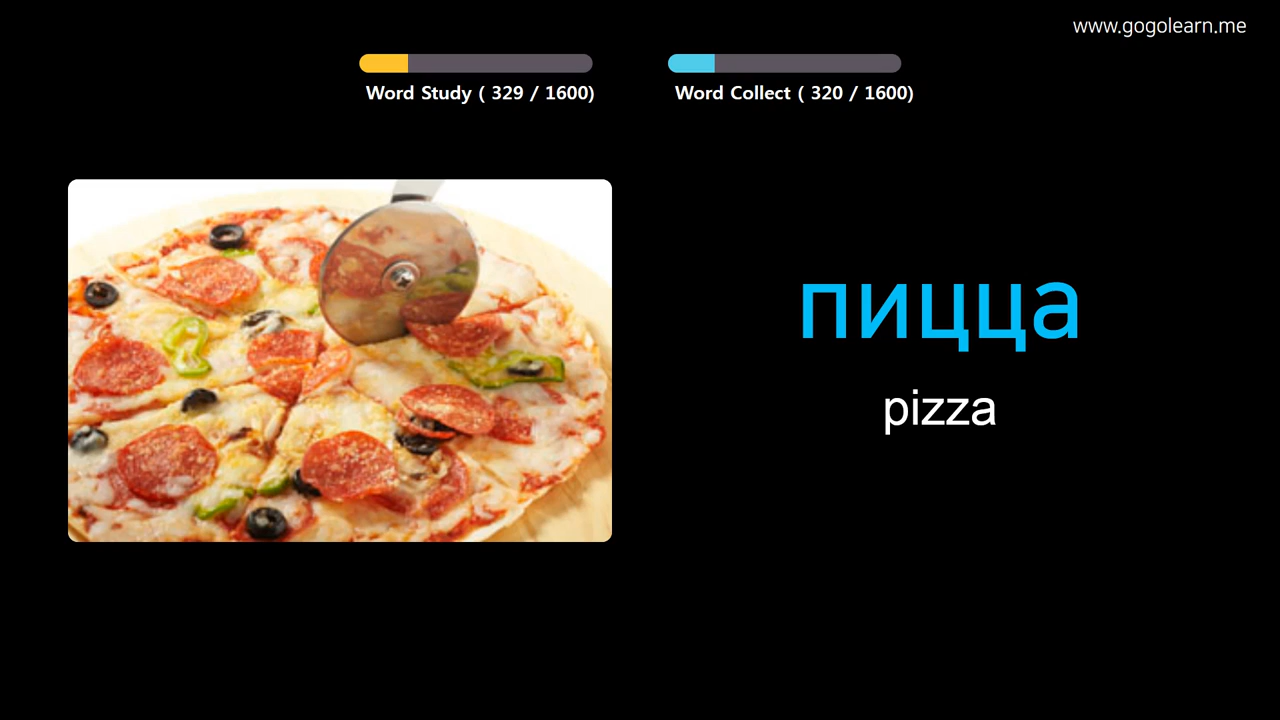 www.gogolearn.me
Word Study ( 329 / 1600)
Word Collect ( 320 / 1600)
пицца
pizza